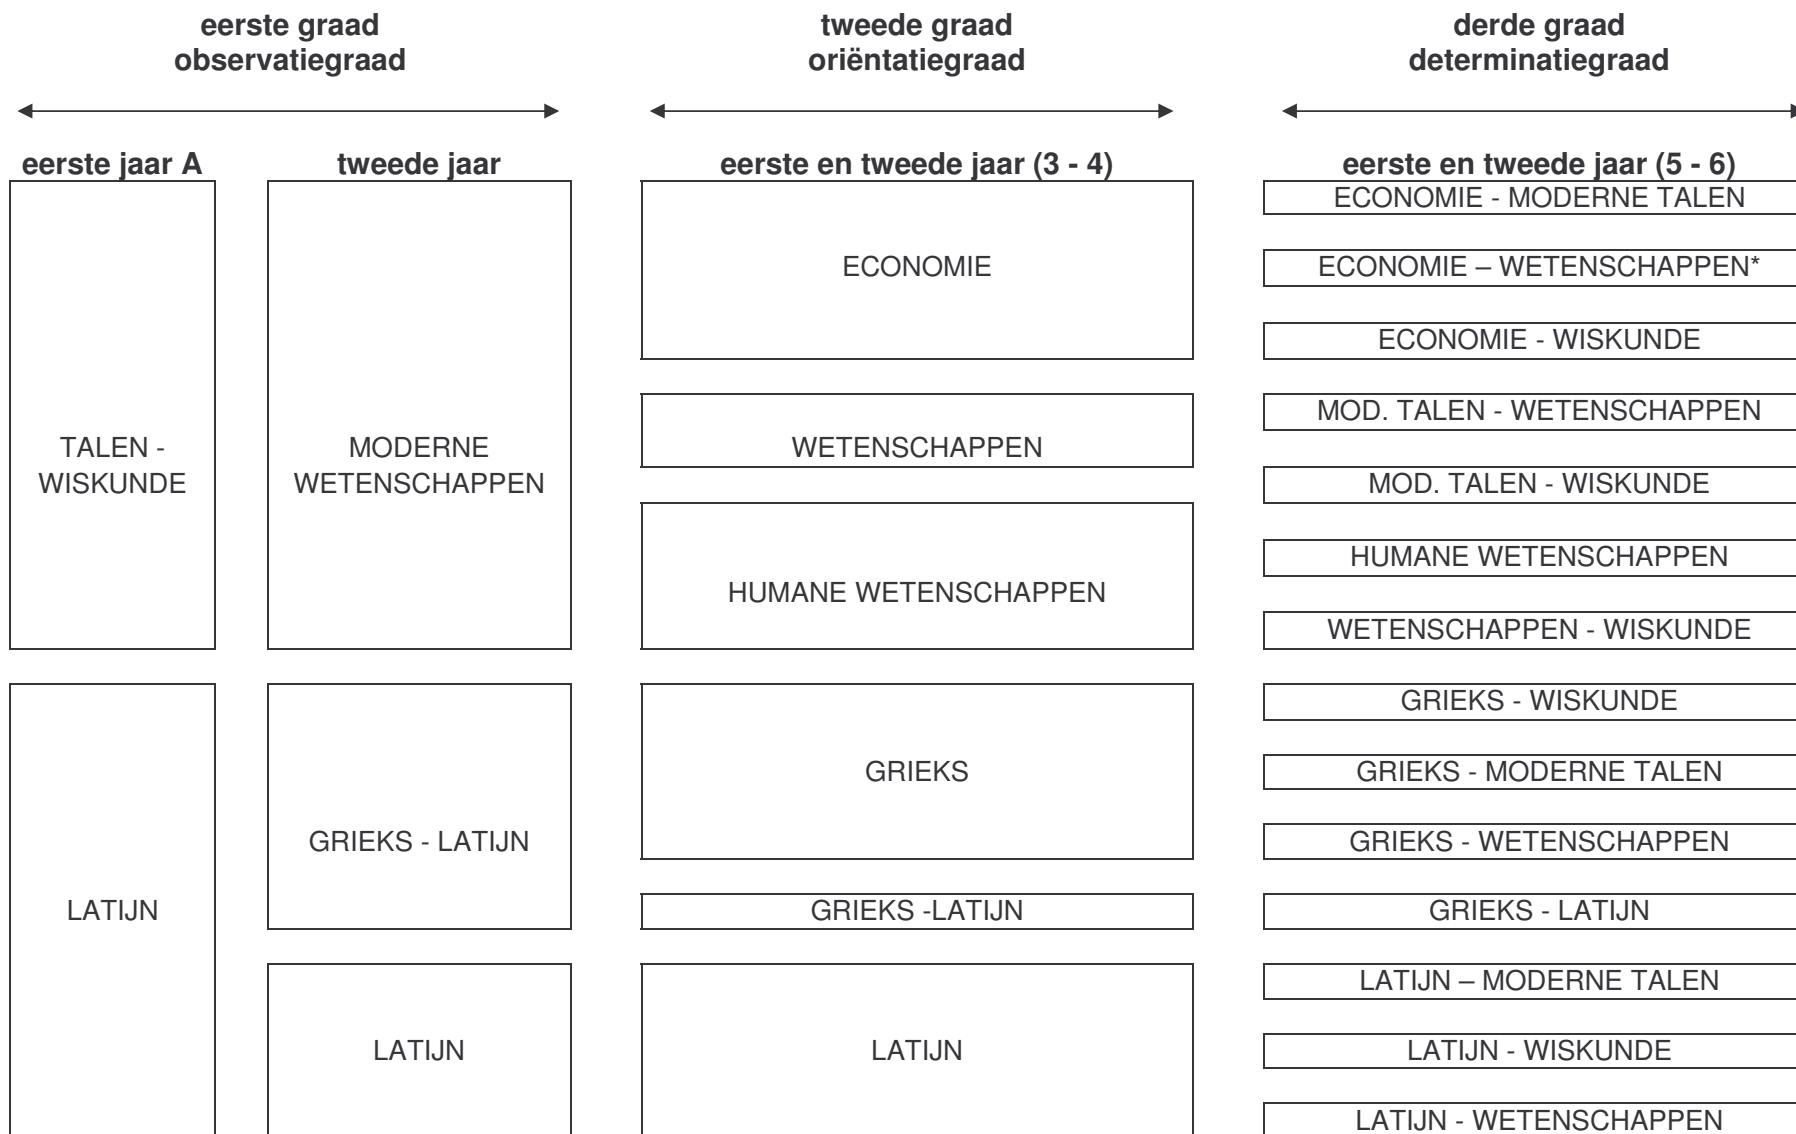 eerste graad
observatiegraad
tweede graad
oriëntatiegraad
derde graad
determinatiegraad
eerste jaar A
tweede jaar
eerste en tweede jaar (3 - 4)
eerste en tweede jaar (5 - 6)
TALEN -
WISKUNDE
LATIJN
MODERNE
WETENSCHAPPEN
GRIEKS - LATIJN
LATIJN
ECONOMIE
WETENSCHAPPEN
HUMANE WETENSCHAPPEN
GRIEKS
GRIEKS -LATIJN
LATIJN
ECONOMIE - MODERNE TALEN
ECONOMIE – WETENSCHAPPEN*
ECONOMIE - WISKUNDE
MOD. TALEN - WETENSCHAPPEN
MOD. TALEN - WISKUNDE
HUMANE WETENSCHAPPEN
WETENSCHAPPEN - WISKUNDE
GRIEKS - WISKUNDE
GRIEKS - MODERNE TALEN
GRIEKS - WETENSCHAPPEN
GRIEKS - LATIJN
LATIJN – MODERNE TALEN
LATIJN - WISKUNDE
LATIJN - WETENSCHAPPEN